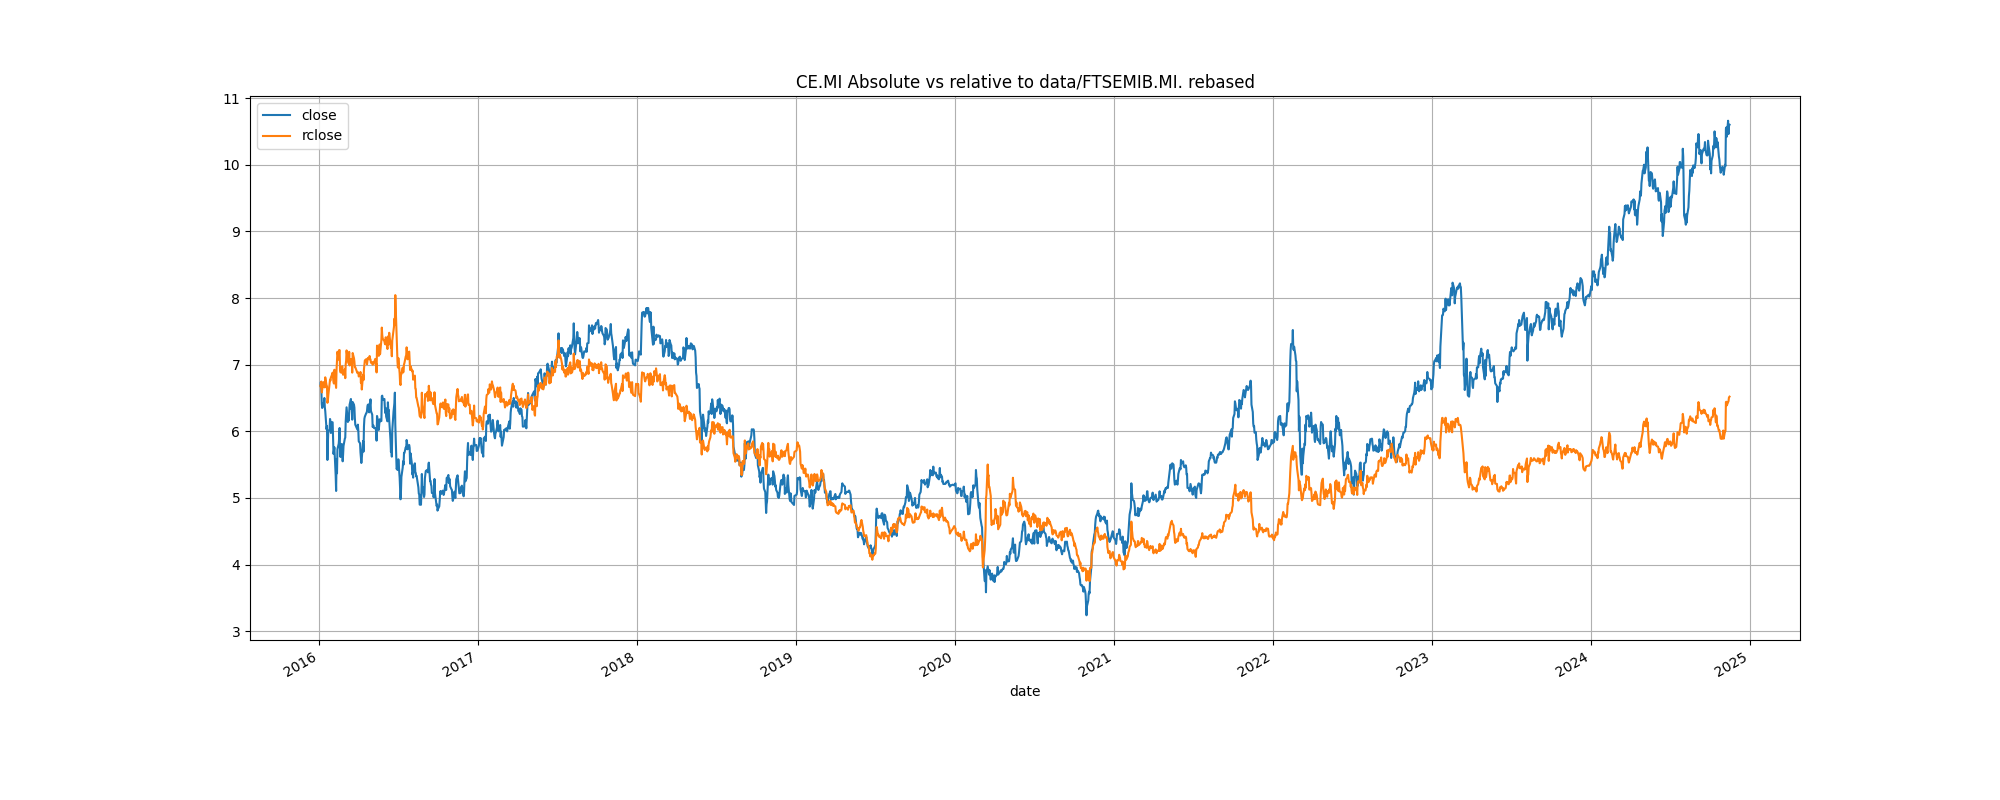 CE.MI Absolute vs relative to data/FTSEMIB.MI. rebased
close
rclose
11
10
9
8
7
6
5
4
3
2016 2017 2018 2019 2020 2021 2022 2023 2024 2025
date